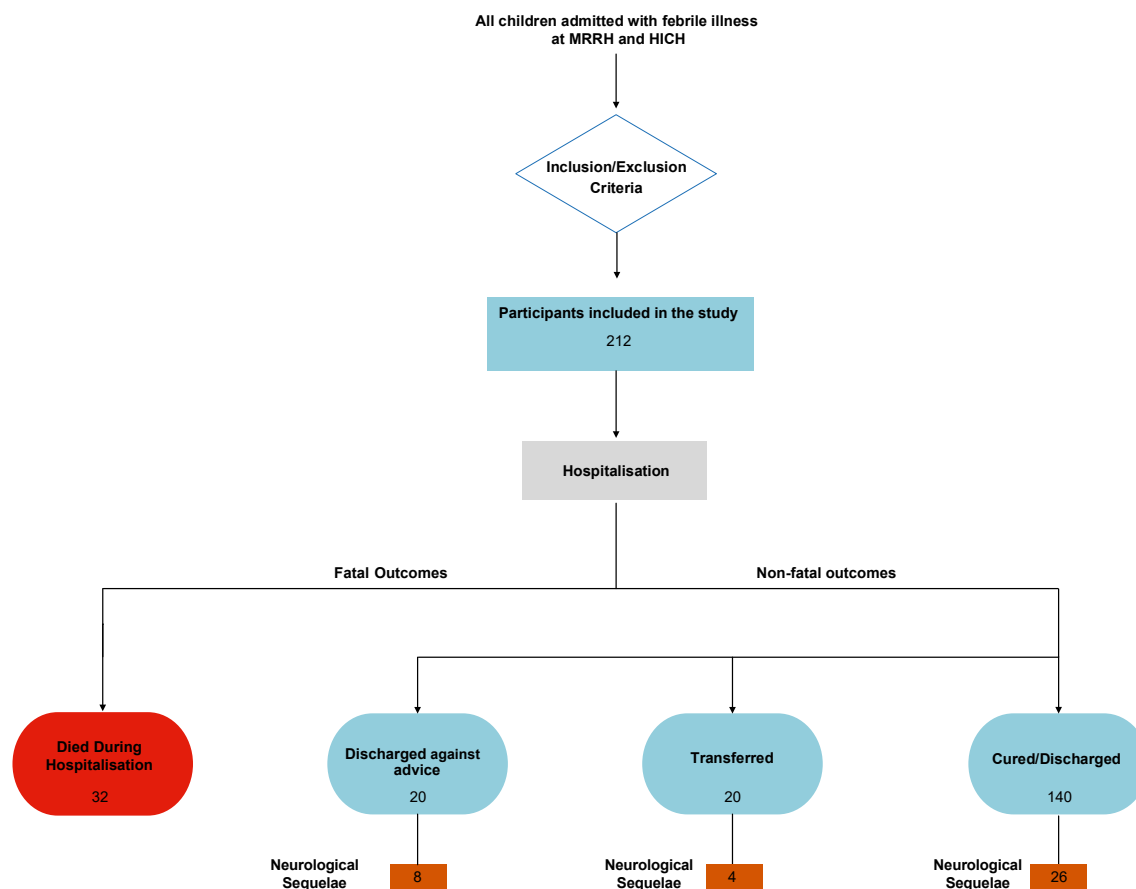 All children admitted with febrile illness
at MRRH and HICH
Inclusion/Exclusion
Criteria
Participants included in the study
212
Hospitalisation
Fatal Outcomes
Non-fatal outcomes
Died During
Hospitalisation
32
Discharged against
advice
20
Transferred
20
Cured/Discharged
140
Neurological
Sequelae
8
Neurological
Sequelae
4
Neurological
Sequelae
26